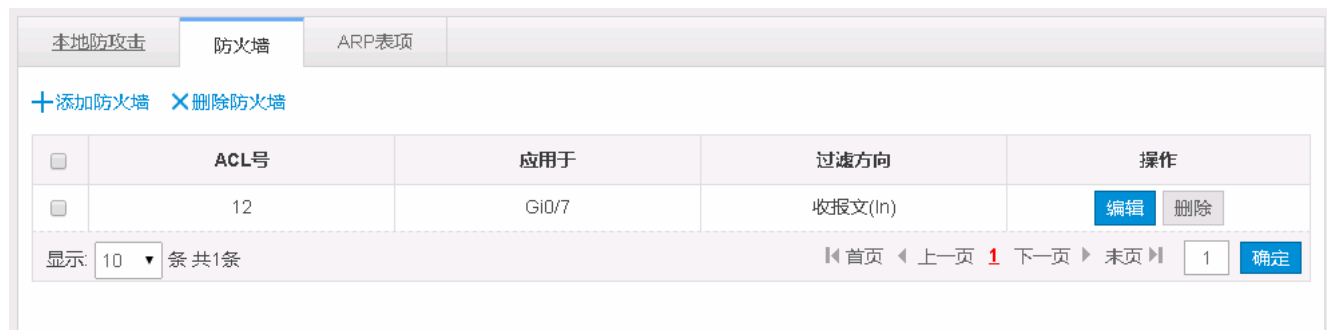 本地防攻击 防火墙 ARP表项
添加防火墙 删除防火墙
ACL号 应用于 过滤方向 操作
12 Gi0/7 收报文(In) 编辑 删除
显示: 10 条 共1条 首页 上一页 1 下一页 末页 1 确定